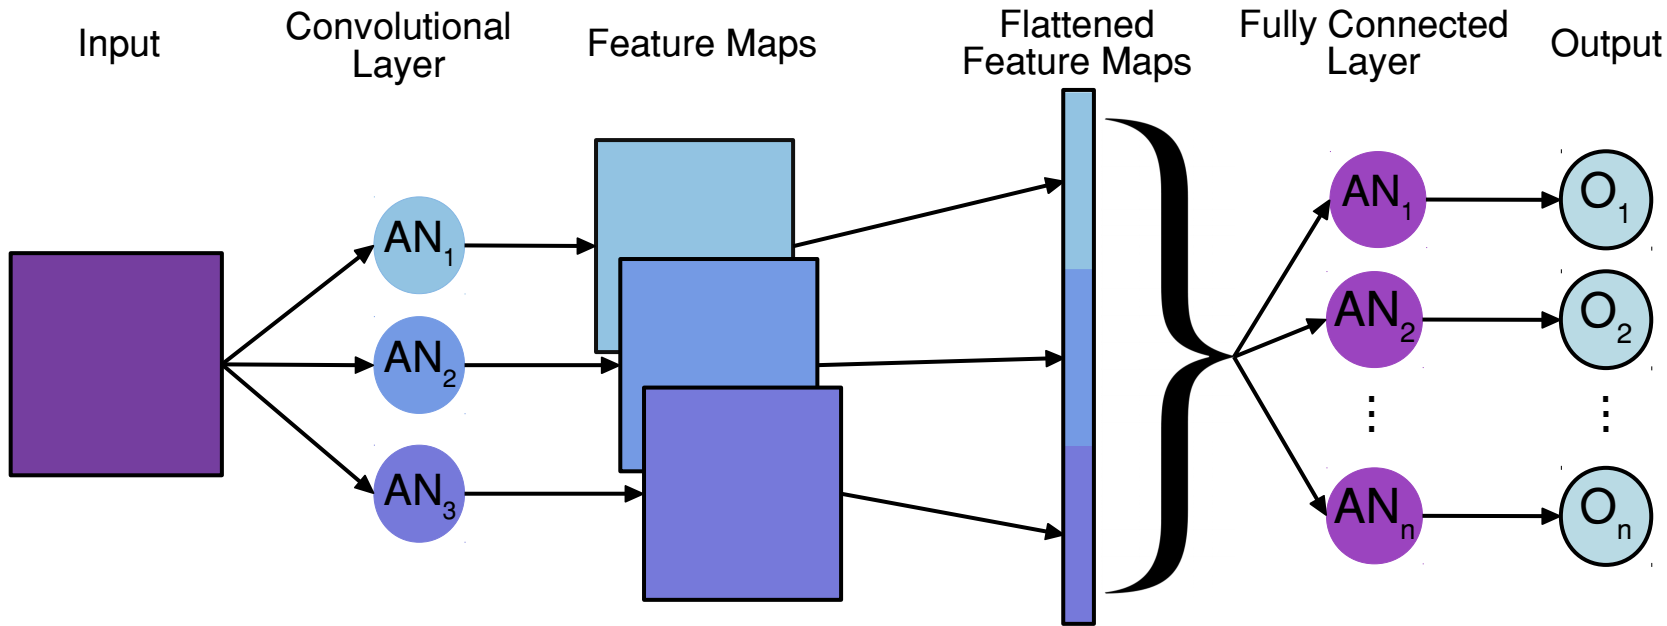 Input
Convolutional
Layer
Feature Maps
Flattened
Feature Maps
Fully Connected
Layer
Output
AN1
AN2
AN3
AN1
AN2
⋮
ANn
O1
O2
⋮
On